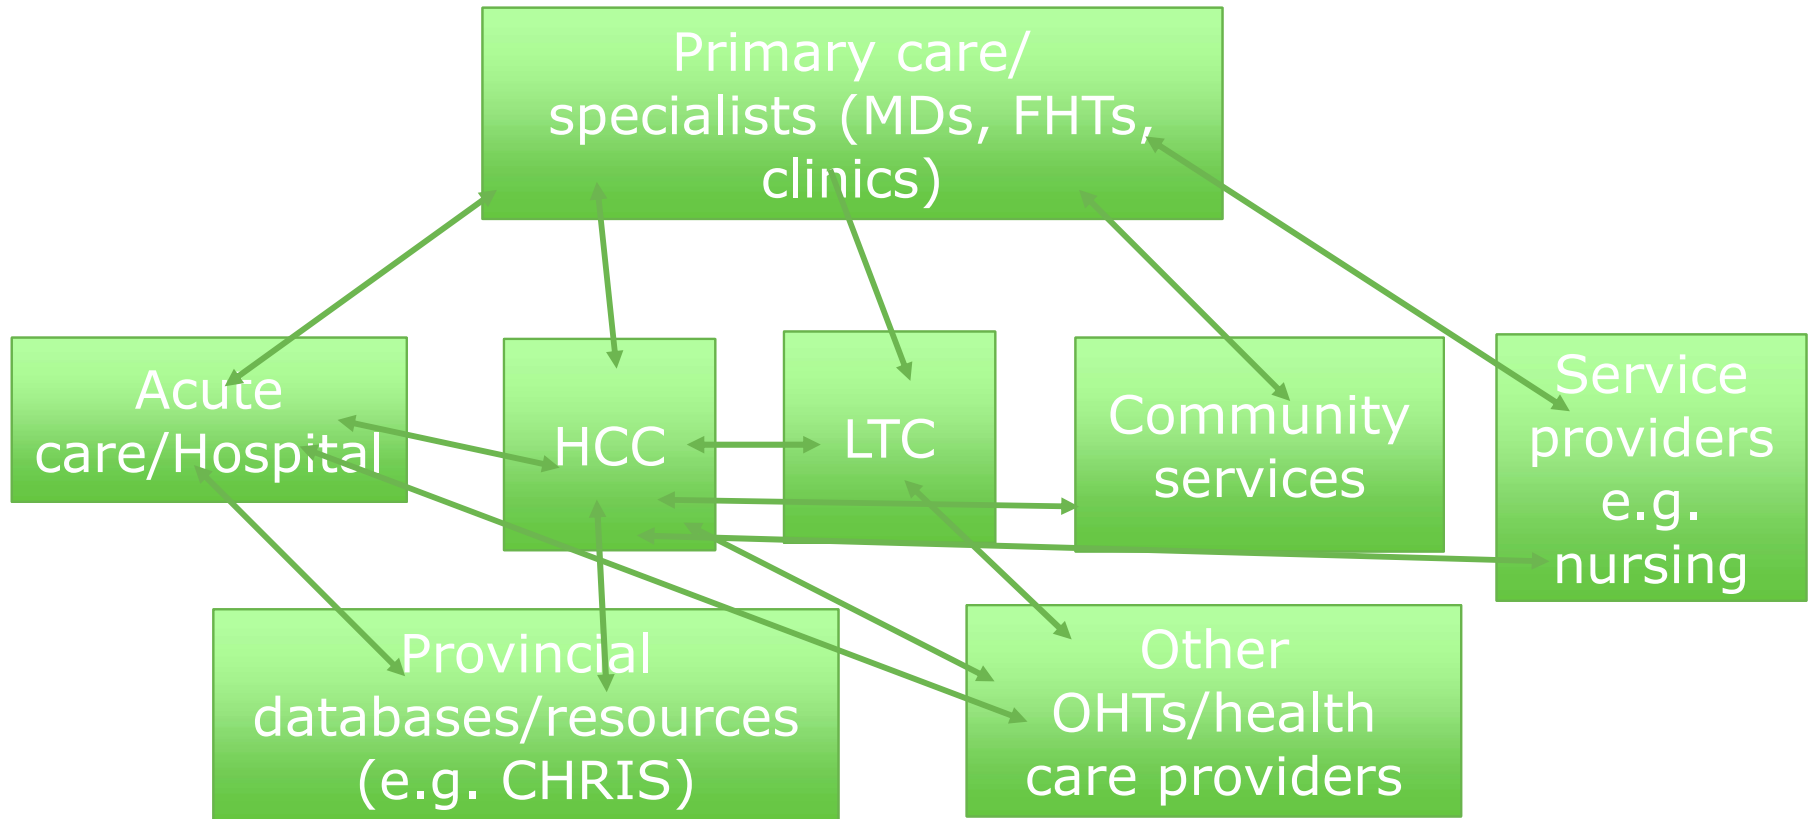 Primary care/
specialists (MDs, FHTs,
clinics)
Acute
care/Hospital
HCC
LTC
Community
services
Service
providers
e.g.
nursing
Provincial
databases/resources
(e.g. CHRIS)
Other
OHTs/health
care providers